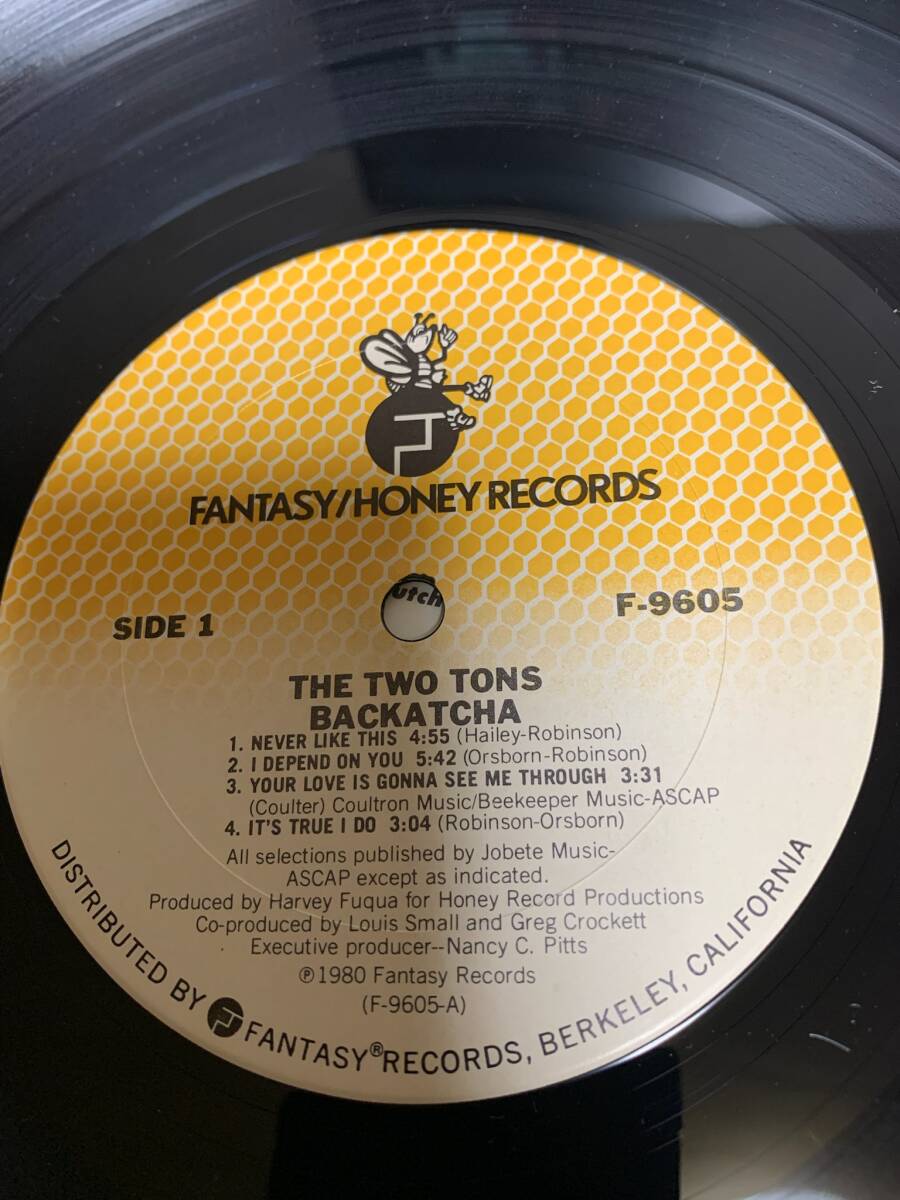 FANTASY/HONEY RECORDS
utch
SIDE 1
F-9605
THE TWO TONS
BACKATCHA
1. NEVER LIKE THIS 4:55 (Hailey-Robinson)
2. I DEPEND ON YOU 5:42 (Orsborn-Robinson)
3. YOUR LOVE IS GONNA SEE ME THROUGH 3:31
(Coulter) Coultron Music/Beekeeper Music-ASCAP
4. IT'S TRUE I DO 3:04 (Robinson-Orsborn)
All selections published by Jobete Music-
ASCAP except as indicated.
Produced by Harvey Fuqua for Honey Record Productions
Co-produced by Louis Small and Greg Crockett
Executive producer--Nancy C. Pitts
℗1980 Fantasy Records
(F-9605-A)
DISTRIBUTED BY FANTASY® RECORDS, BERKELEY, CALIFORNIA